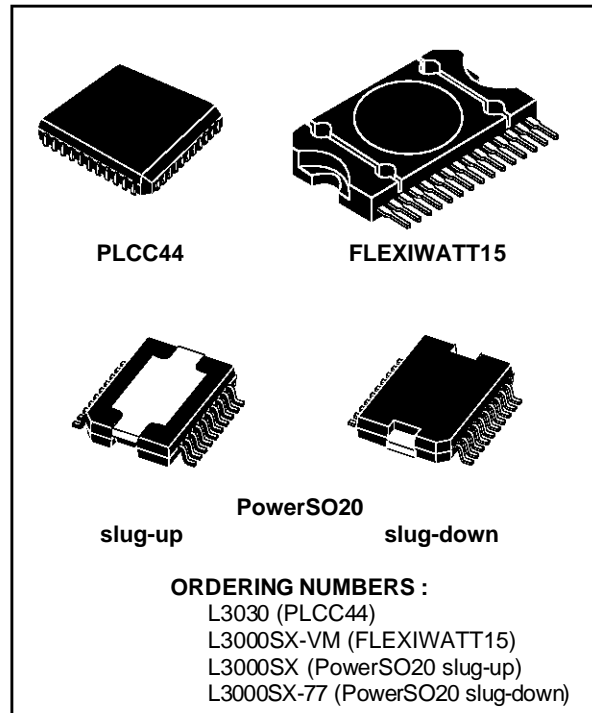 PLCC44
FLEXIWATT15
PowerSO20
slug-up
slug-down
ORDERING NUMBERS :
L3030 (PLCC44)
L3000SX-VM (FLEXIWATT15)
L3000SX (PowerSO20 slug-up)
L3000SX-77 (PowerSO20 slug-down)